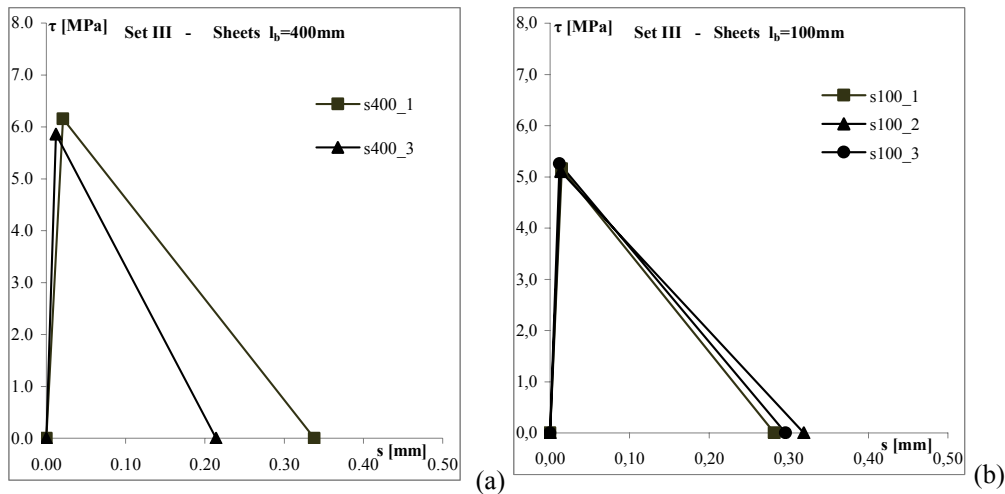 τ [MPa]
Set III - Sheets l_b=400mm
8.0
7.0
6.0
5.0
4.0
3.0
2.0
1.0
0.0
s400_1
s400_3
0.00 0.10 0.20 0.30 0.40 0.50
s [mm]
(a)
τ [MPa]
Set III - Sheets l_b=100mm
8,0
7,0
6,0
5,0
4,0
3,0
2,0
1,0
0,0
s100_1
s100_2
s100_3
0,00 0,10 0,20 0,30 0,40 0,50
s [mm]
(b)